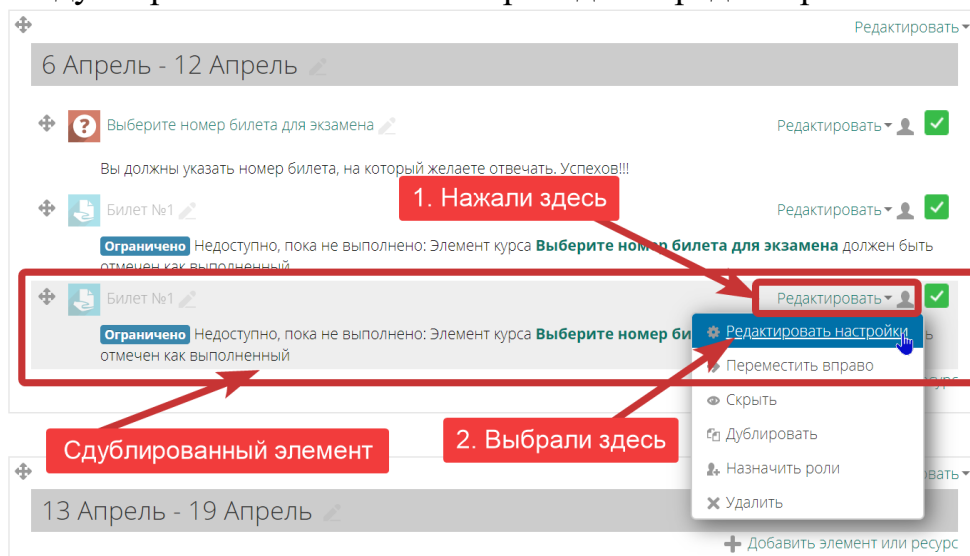 Редактировать
6 Апрель - 12 Апрель
Выберите номер билета для экзамена
Редактировать
Вы должны указать номер билета, на который желаете отвечать. Успехов!!!
1. Нажали здесь
Билет №1
Редактировать
Ограничено Недоступно, пока не выполнено: Элемент курса Выберите номер билета для экзамена должен быть
отмечен как выполненный
Билет №1
Редактировать
Ограничено Недоступно, пока не выполнено: Элемент курса Выберите номер би
отмечен как выполненный
Редактировать настройки
Переместить вправо
Скрыть
Дублировать
Назначить роли
Удалить
Сдублированный элемент
2. Выбрали здесь
13 Апрель - 19 Апрель
Добавить элемент или ресурс